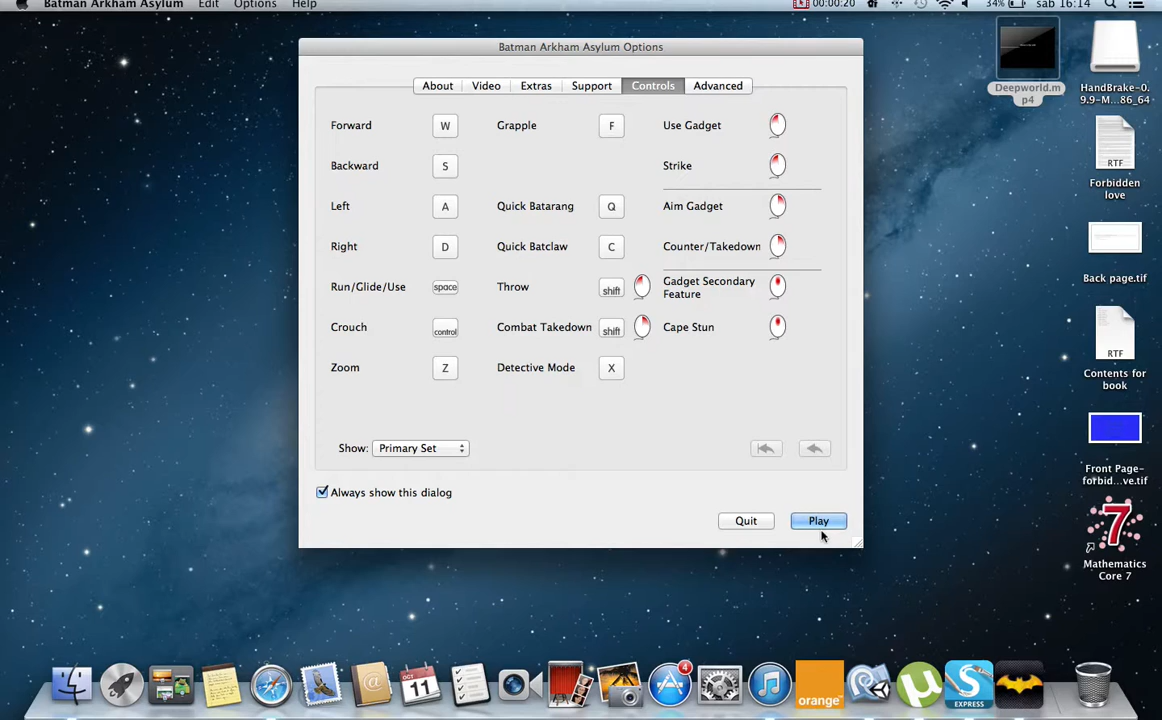 Batman Arkham Asylum Edit Options Help 00:00:20 34% sab 16:14
Batman Arkham Asylum Options
About Video Extras Support Controls Advanced
Forward W Grapple F Use Gadget
Backward S Strike
Left A Quick Batarang Q Aim Gadget
Right D Quick Batclaw C Counter/Takedown
Run/Glide/Use space Throw shift Gadget Secondary
Feature
Crouch control Combat Takedown shift Cape Stun
Zoom Z Detective Mode X
Show: Primary Set
Always show this dialog
Quit Play
Deepworld.m
p4
HandBrake-0.
9.9-M...86_64
RTF
Forbidden
love
Back page.tif
RTF
Contents for
book
Front Page-
forbid...ve.tif
7
Mathematics
Core 7
OCT
11
4
orange
S
EXPRESS